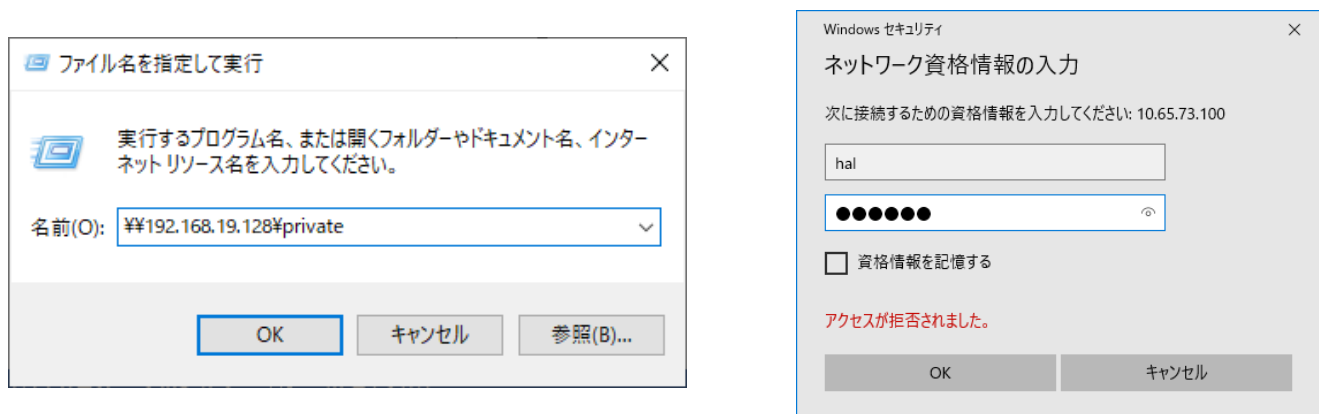 ファイル名を指定して実行
実行するプログラム名、または開くフォルダーやドキュメント名、インター
ネット リソース名を入力してください。
名前(O):
¥¥192.168.19.128¥private
OK
キャンセル
参照(B)...
Windows セキュリティ
ネットワーク資格情報の入力
次に接続するための資格情報を入力してください: 10.65.73.100
hal
●●●●●●
資格情報を記憶する
アクセスが拒否されました。
OK
キャンセル